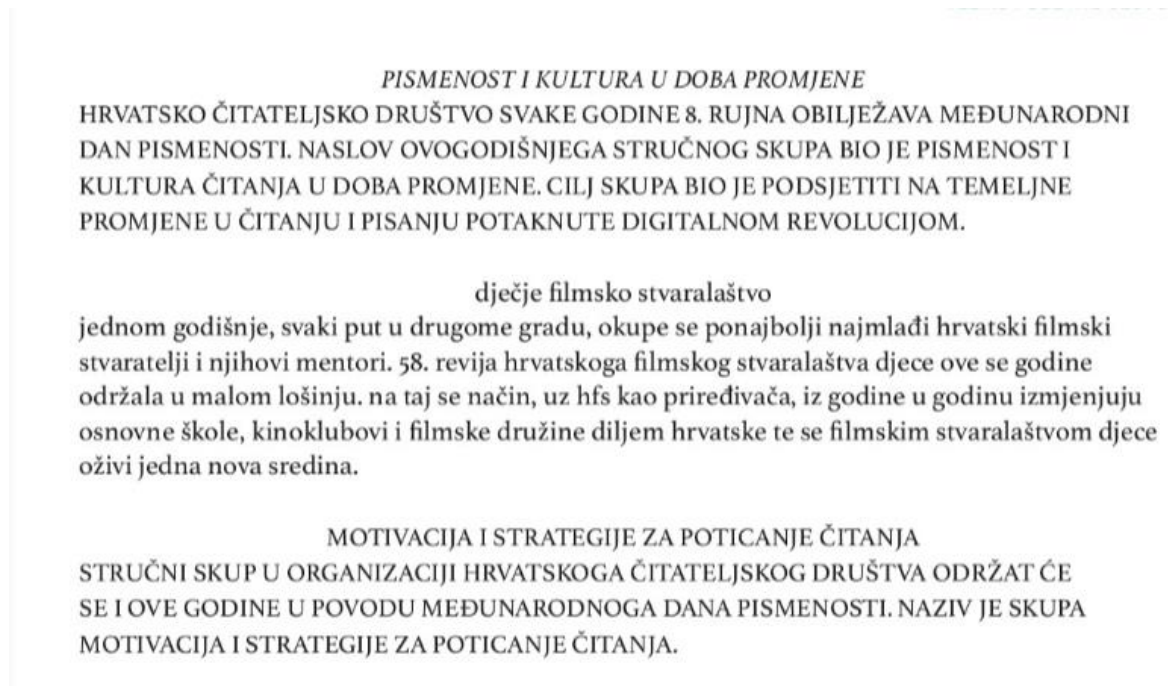 PISMENOST I KULTURA U DOBA PROMJENE
HRVATSKO ČITATELJSKO DRUŠTVO SVAKE GODINE 8. RUJNA OBILJEŽAVA MEĐUNARODNI
DAN PISMENOSTI. NASLOV OVOGODIŠNJEGA STRUČNOG SKUPA BIO JE PISMENOST I
KULTURA ČITANJA U DOBA PROMJENE. CILJ SKUPA BIO JE PODSJETITI NA TEMELJNE
PROMJENE U ČITANJU I PISANJU POTAKNUTE DIGITALNOM REVOLUCIJOM.
dječje filmsko stvaralaštvo
jednom godišnje, svaki put u drugome gradu, okupe se ponajbolji najmlađi hrvatski filmski
stvaratelji i njihovi mentori. 58. revija hrvatskoga filmskog stvaralaštva djece ove se godine
održala u malom lošinju. na taj se način, uz hfs kao priređivača, iz godine u godinu izmjenjuju
osnovne škole, kinoklubovi i filmske družine diljem hrvatske te se filmskim stvaralaštvom djece
oživi jedna nova sredina.
MOTIVACIJA I STRATEGIJE ZA POTICANJE ČITANJA
STRUČNI SKUP U ORGANIZACIJI HRVATSKOGA ČITATELJSKOG DRUŠTVA ODRŽAT ĆE
SE I OVE GODINE U POVODU MEĐUNARODNOGA DANA PISMENOSTI. NAZIV JE SKUPA
MOTIVACIJA I STRATEGIJE ZA POTICANJE ČITANJA.